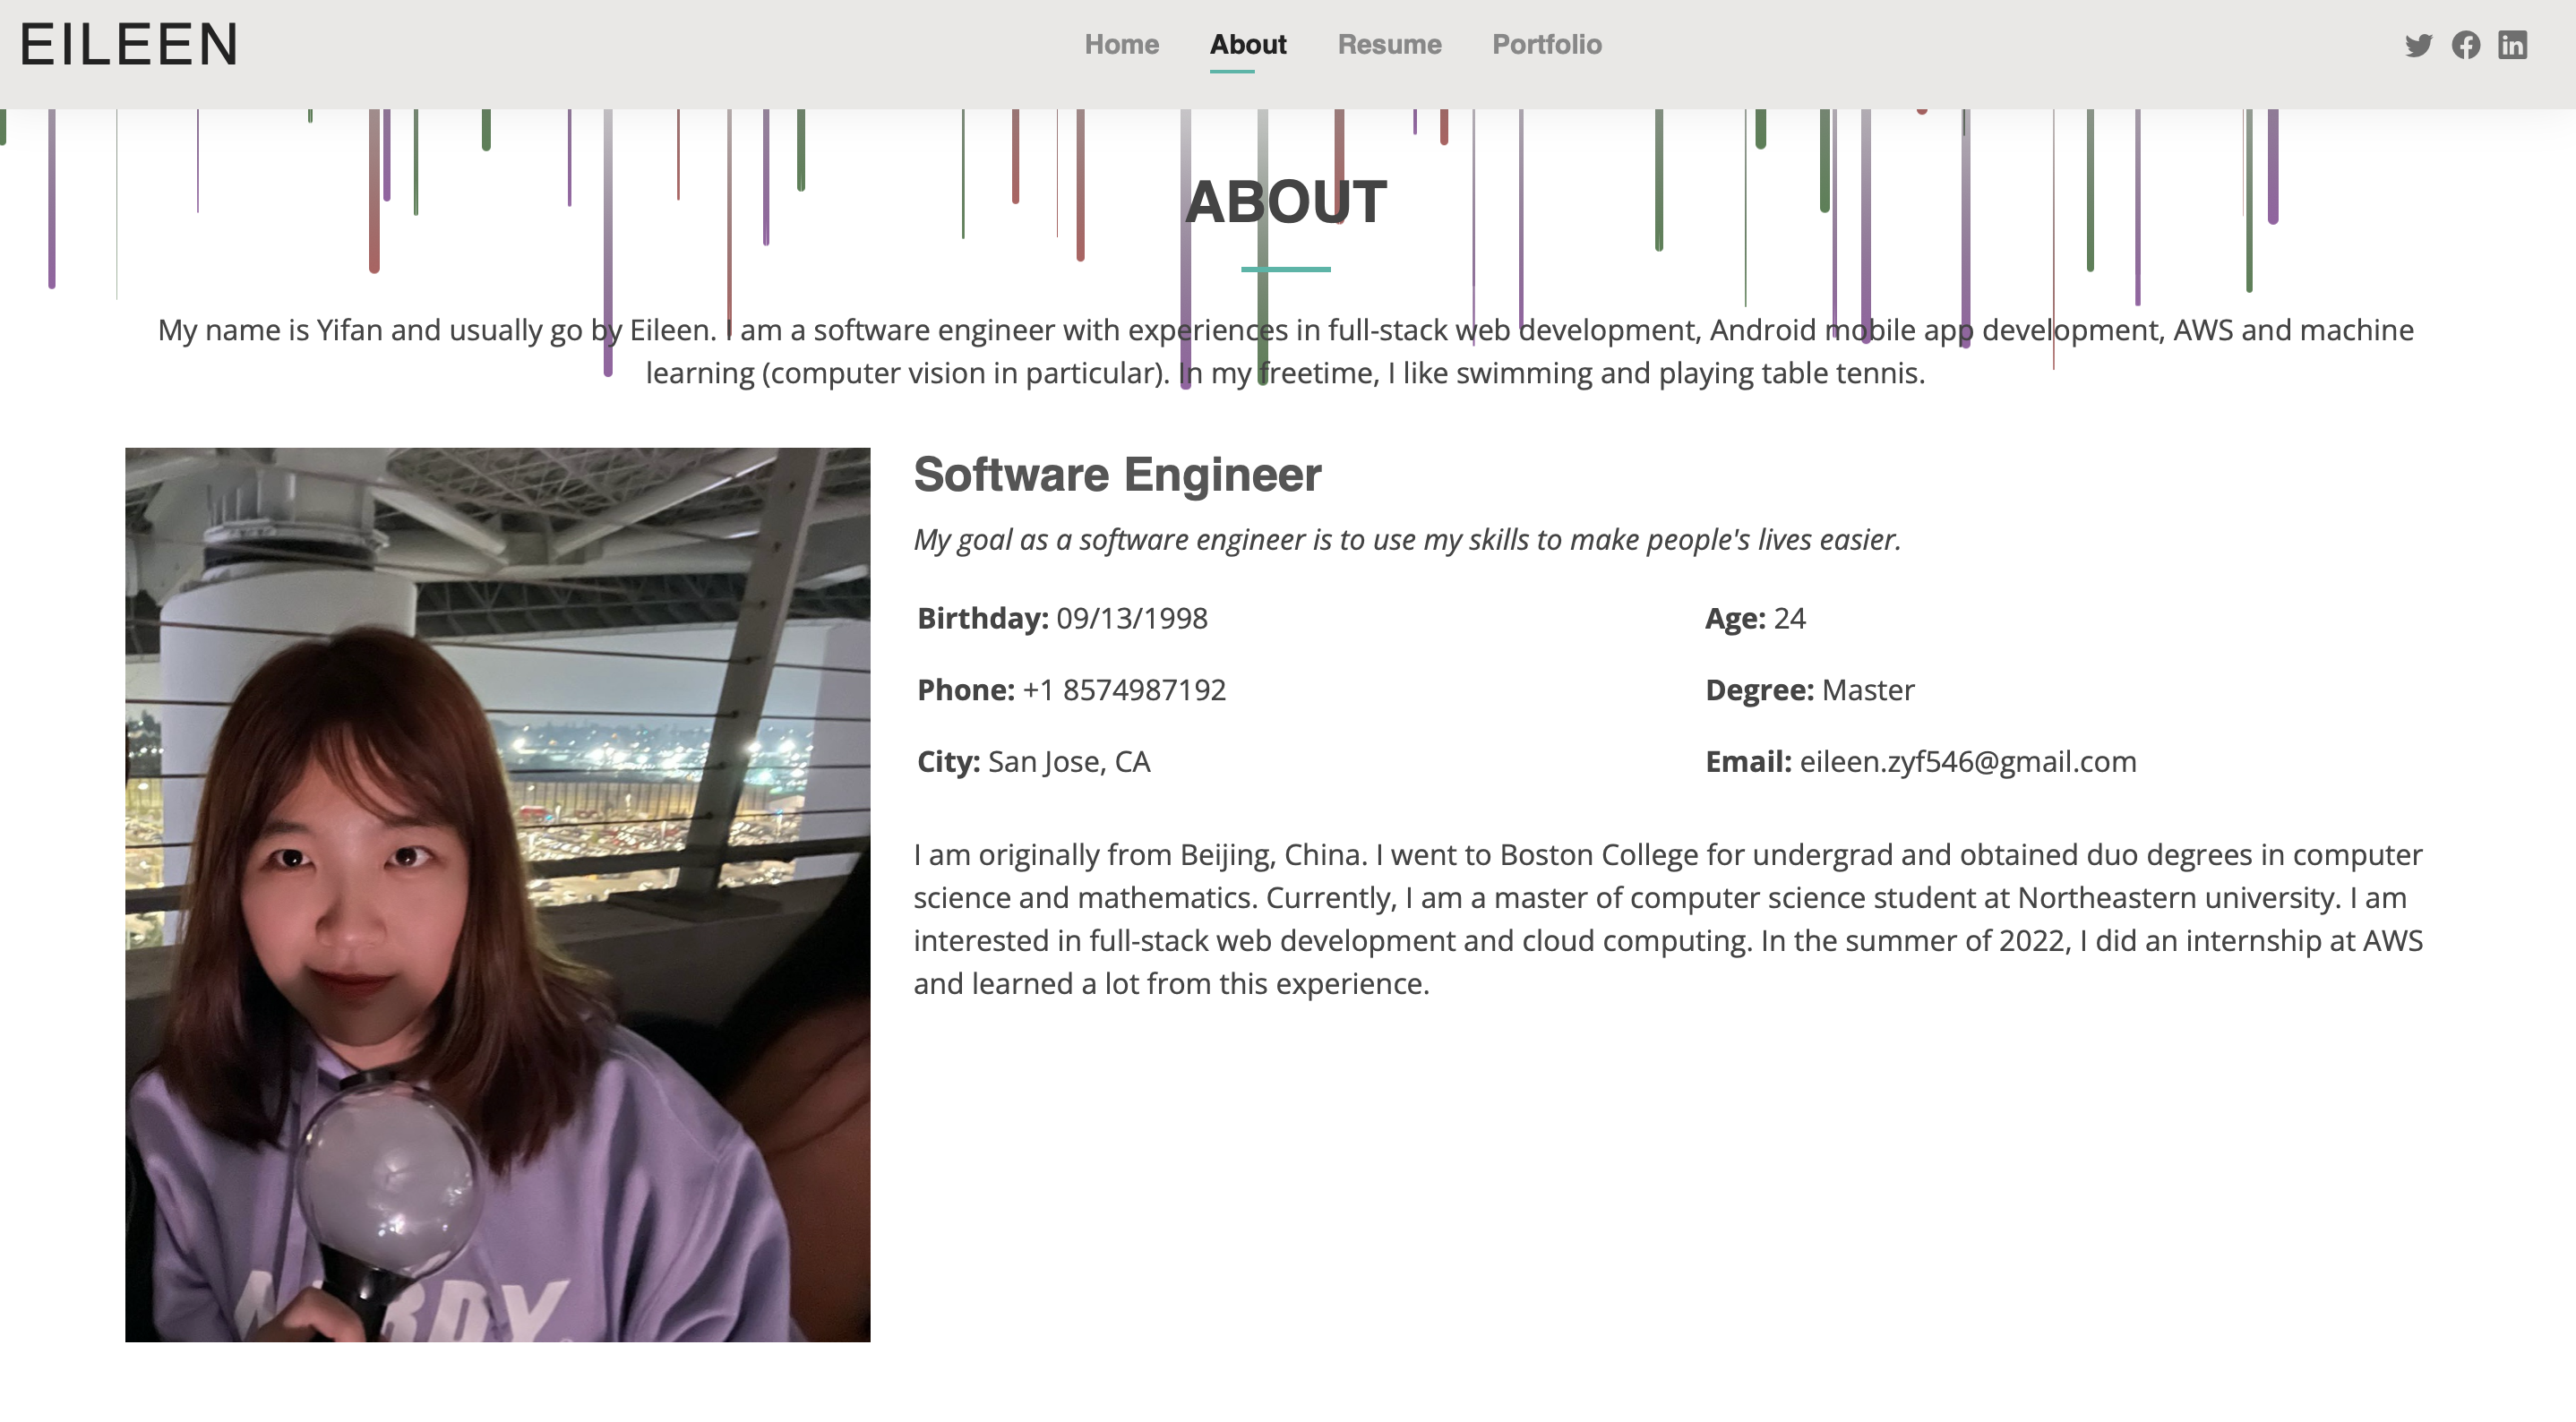 EILEEN
Home About Resume Portfolio
ABOUT
My name is Yifan and usually go by Eileen. I am a software engineer with experiences in full-stack web development, Android mobile app development, AWS and machine
learning (computer vision in particular). In my freetime, I like swimming and playing table tennis.
Software Engineer
My goal as a software engineer is to use my skills to make people's lives easier.
Birthday: 09/13/1998
Age: 24
Phone: +1 8574987192
Degree: Master
City: San Jose, CA
Email: eileen.zyf546@gmail.com
I am originally from Beijing, China. I went to Boston College for undergrad and obtained duo degrees in computer
science and mathematics. Currently, I am a master of computer science student at Northeastern university. I am
interested in full-stack web development and cloud computing. In the summer of 2022, I did an internship at AWS
and learned a lot from this experience.